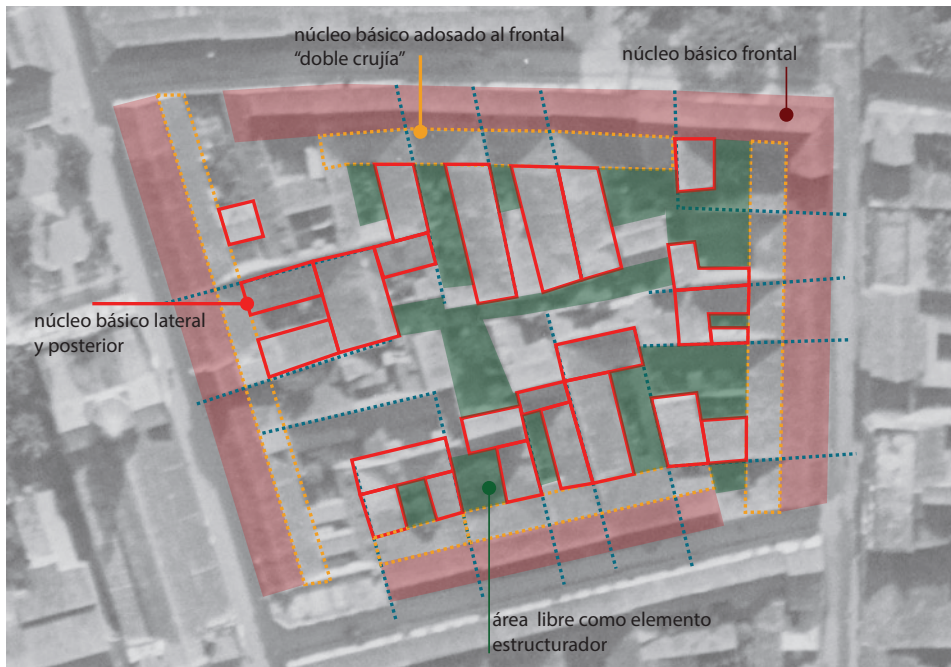 núcleo básico adosado al frontal
“doble crujía”
núcleo básico frontal
núcleo básico lateral
y posterior
área libre como elemento
estructurador